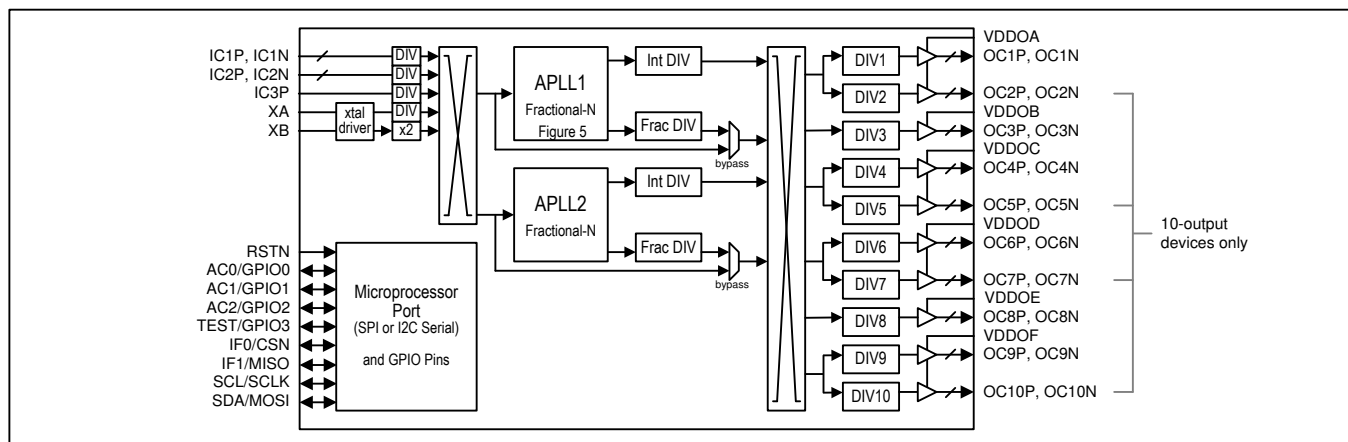 IC1P, IC1N
IC2P, IC2N
IC3P
XA
XB
xtal
driver
DIV
DIV
DIV
DIV
x2
APLL1
Fractional-N
Figure 5
Int DIV
Frac DIV
bypass
APLL2
Fractional-N
Int DIV
Frac DIV
bypass
RSTN
AC0/GPIO0
AC1/GPIO1
AC2/GPIO2
TEST/GPIO3
IF0/CSN
IF1/MISO
SCL/SCLK
SDA/MOSI
Microprocessor
Port
(SPI or I2C Serial)
and GPIO Pins
DIV1
DIV2
DIV3
DIV4
DIV5
DIV6
DIV7
DIV8
DIV9
DIV10
VDDOA
OC1P, OC1N
OC2P, OC2N
VDDOB
OC3P, OC3N
VDDOC
OC4P, OC4N
OC5P, OC5N
VDDOD
OC6P, OC6N
OC7P, OC7N
VDDOE
OC8P, OC8N
VDDOF
OC9P, OC9N
OC10P, OC10N
10-output
devices only